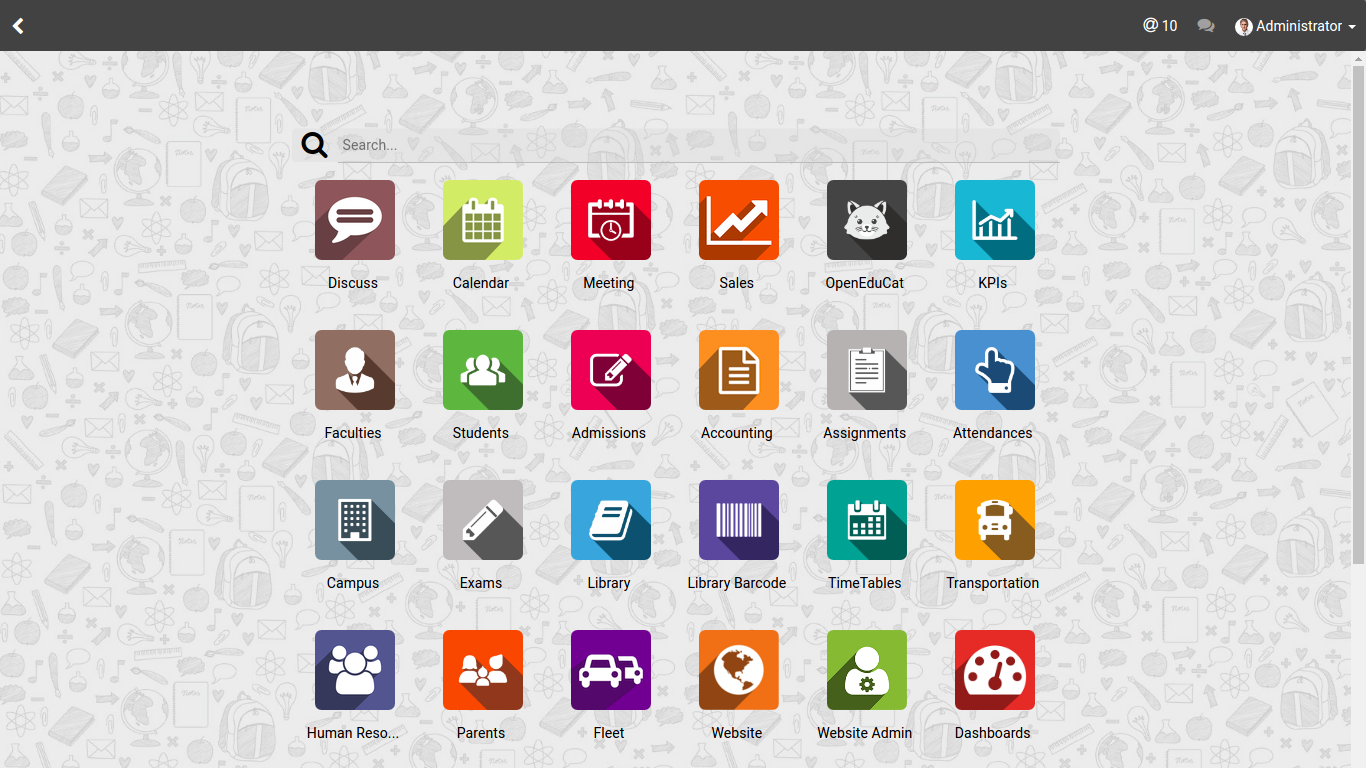 @ 10 Administrator
Search...
Discuss Calendar Meeting Sales OpenEduCat KPIs
Faculties Students Admissions Accounting Assignments Attendances
Campus Exams Library Library Barcode TimeTables Transportation
Human Reso... Parents Fleet Website Website Admin Dashboards